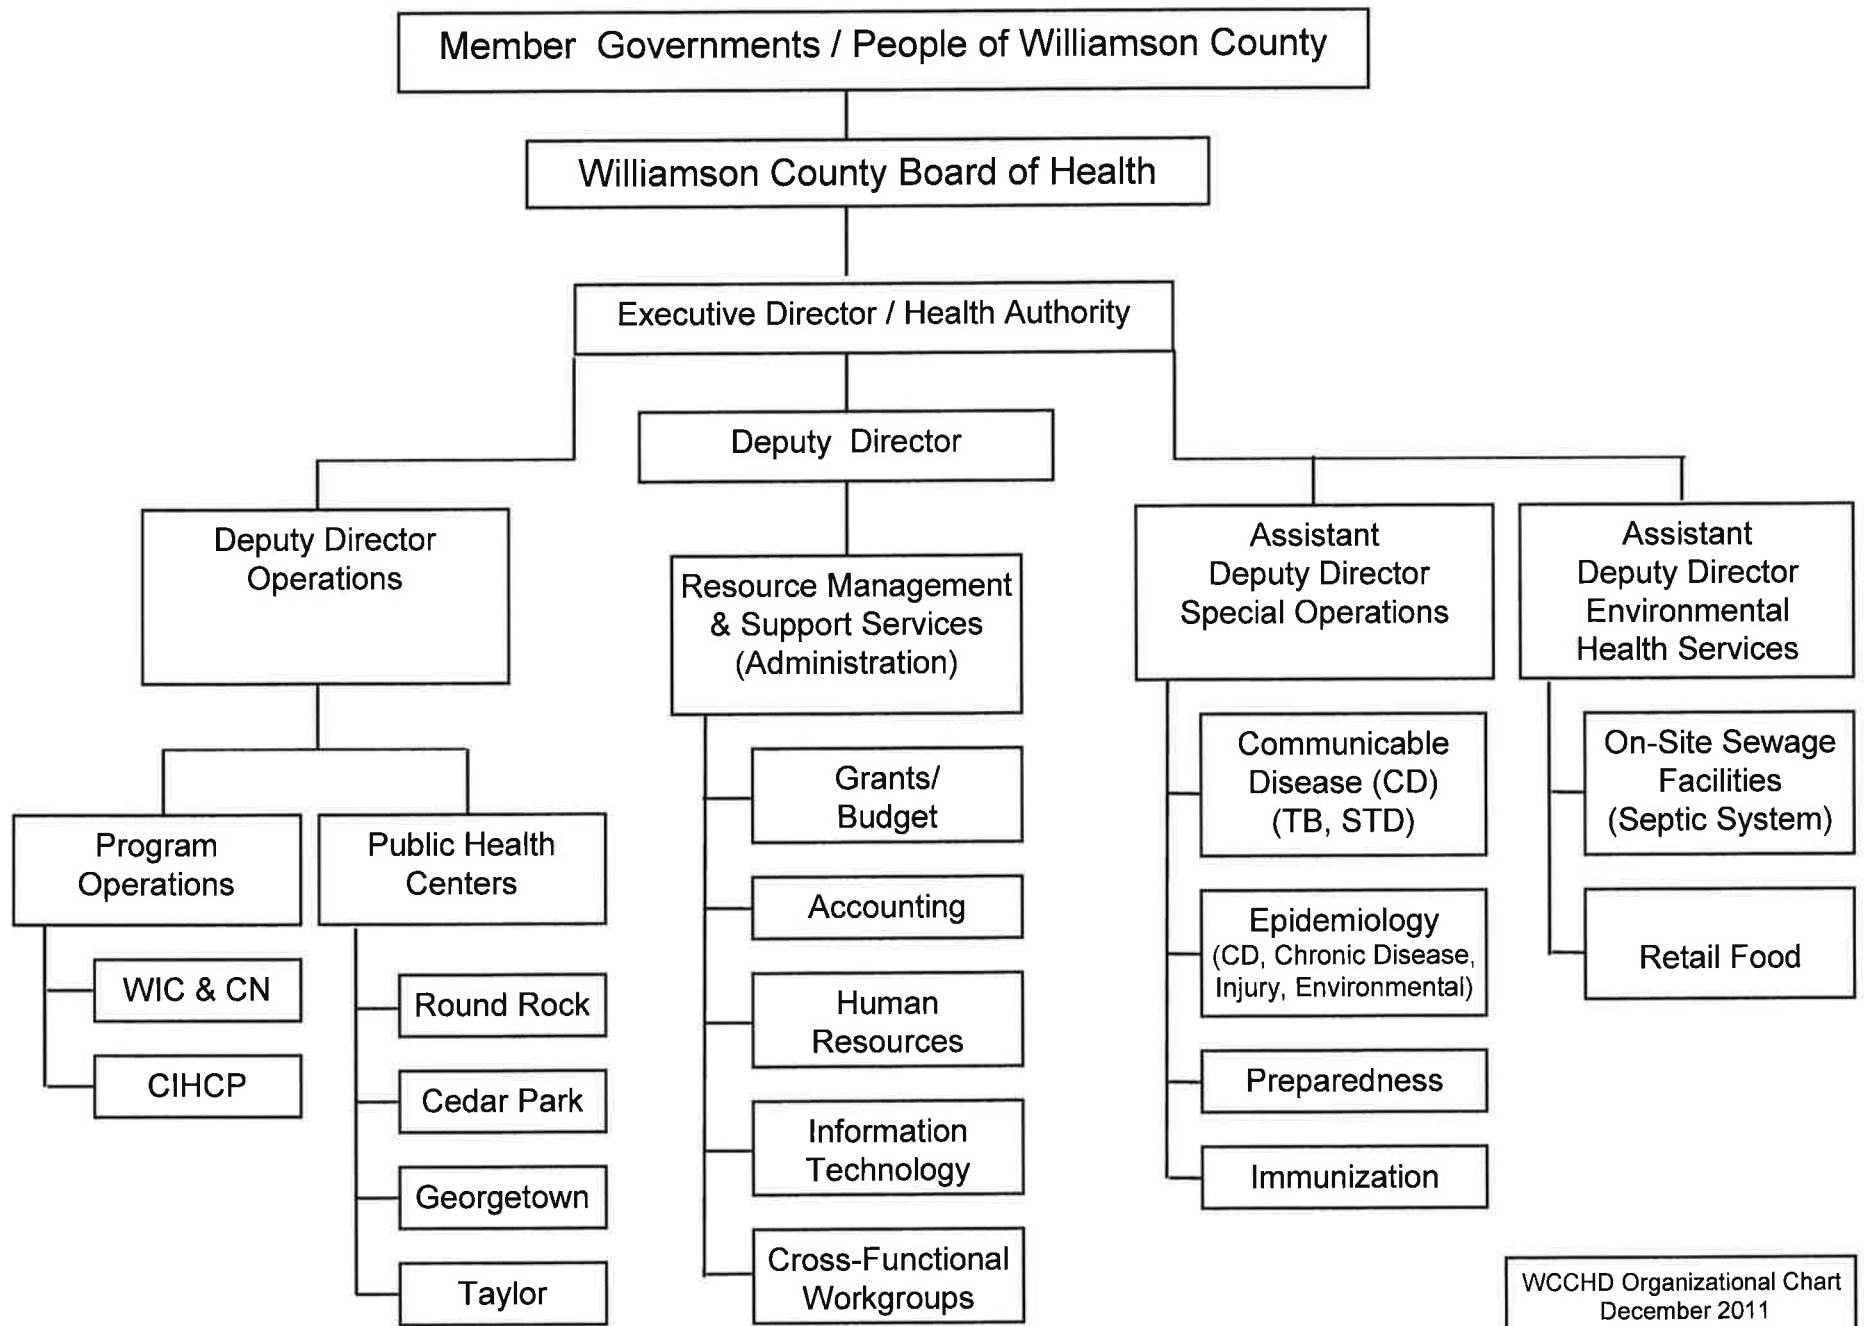 Member Governments / People of Williamson County
Williamson County Board of Health
Executive Director / Health Authority
Deputy Director
Deputy Director
Operations
Resource Management
& Support Services
(Administration)
Assistant
Deputy Director
Special Operations
Assistant
Deputy Director
Environmental
Health Services
Program
Operations
WIC & CN
CIHCP
Public Health
Centers
Round Rock
Cedar Park
Georgetown
Taylor
Grants/
Budget
Accounting
Human
Resources
Information
Technology
Cross-Functional
Workgroups
Communicable
Disease (CD)
(TB, STD)
Epidemiology
(CD, Chronic Disease,
Injury, Environmental)
Preparedness
Immunization
On-Site Sewage
Facilities
(Septic System)
Retail Food
WCCHD Organizational Chart
December 2011